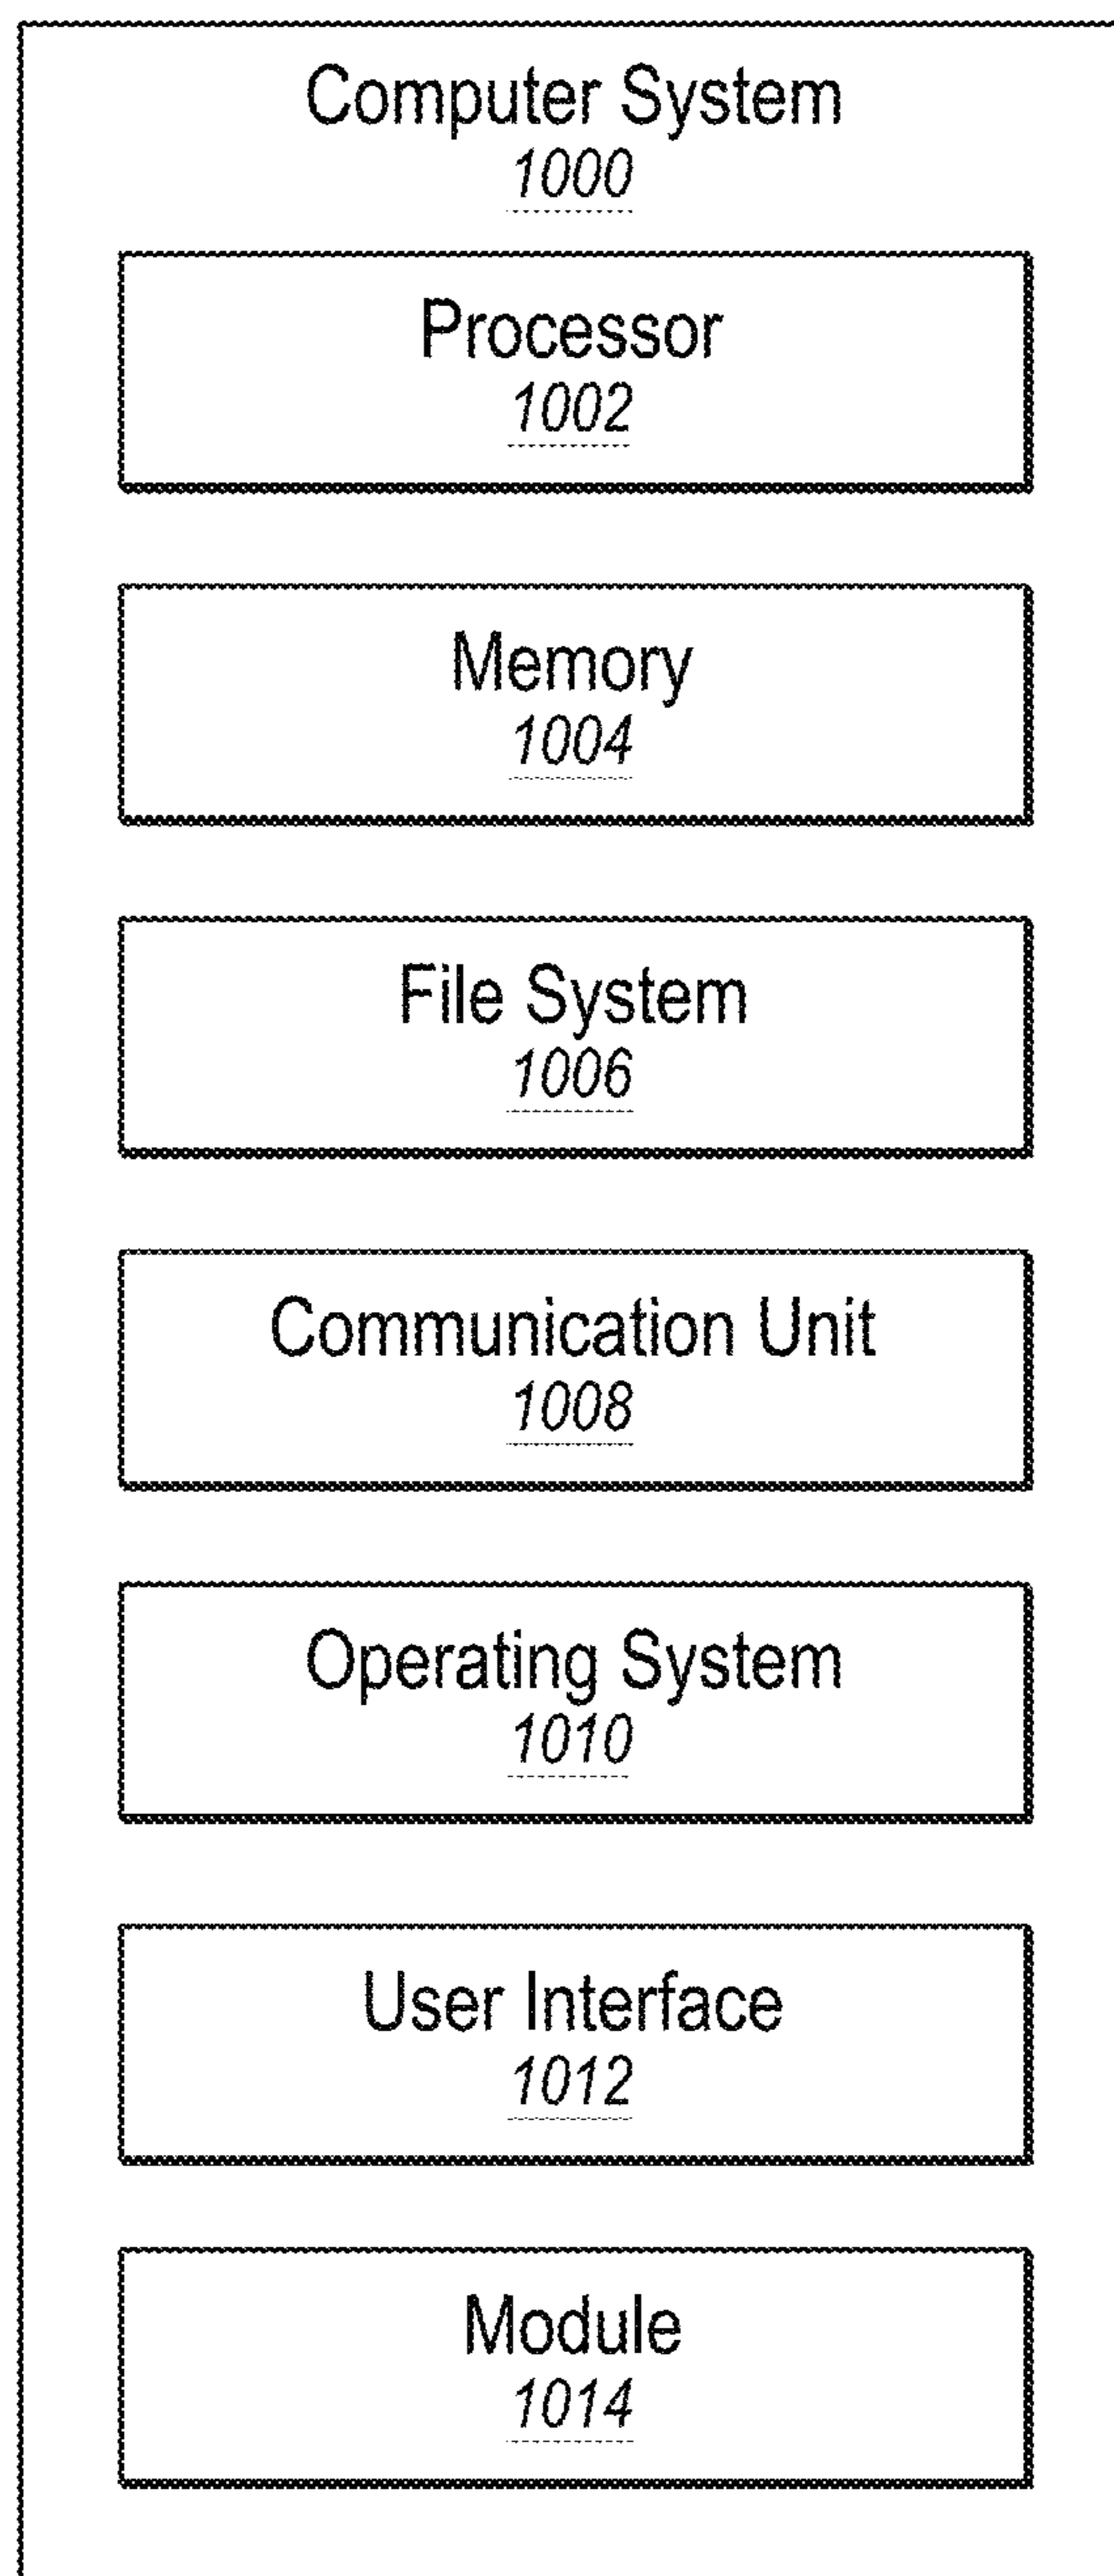 Computer System
1000
Processor
1002
Memory
1004
File System
1006
Communication Unit
1008
Operating System
1010
User Interface
1012
Module
1014